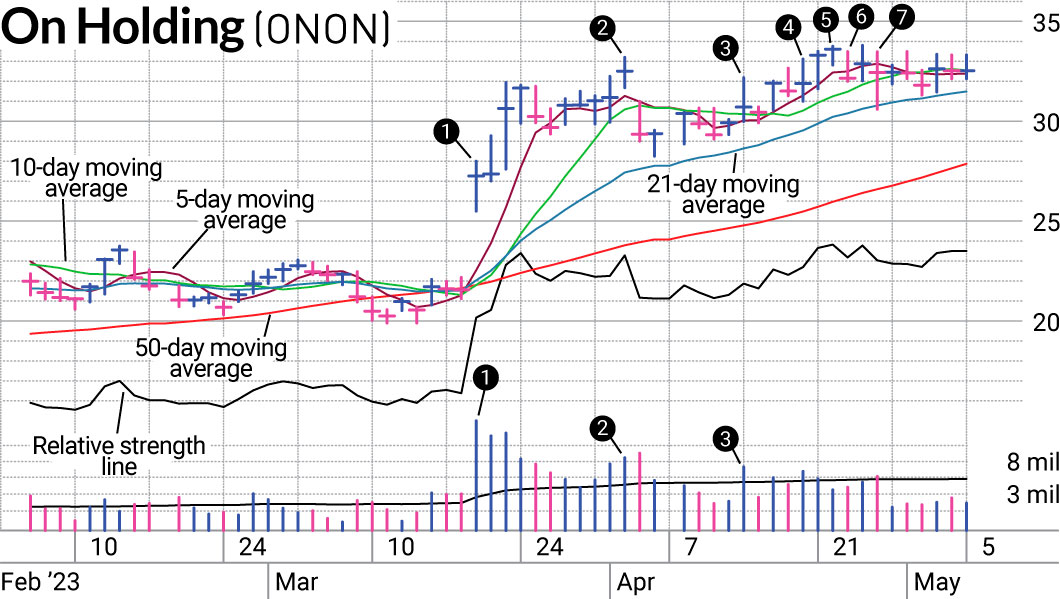 On Holding (ONON)
35
2
3
4
5
6
7
1
30
10-day moving
average
5-day moving
average
21-day moving
average
25
20
50-day moving
average
1
Relative strength
line
2
3
8 mil
3 mil
10
24
10
24
7
21
5
Feb ’23
Mar
Apr
May